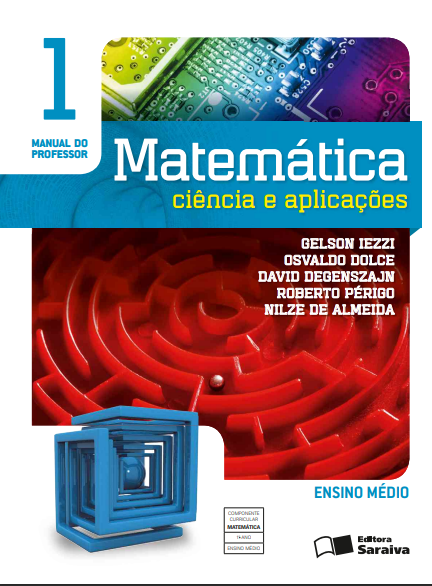 1
MANUAL DO
PROFESSOR
Matemática
ciência e aplicações
GELSON IEZZI
OSVALDO DOLCE
DAVID DEGENSZAJN
ROBERTO PÉRIGO
NILZE DE ALMEIDA
ENSINO MÉDIO
COMPONENTE
CURRICULAR
MATEMÁTICA
1º ANO
ENSINO MÉDIO
Editora
Saraiva